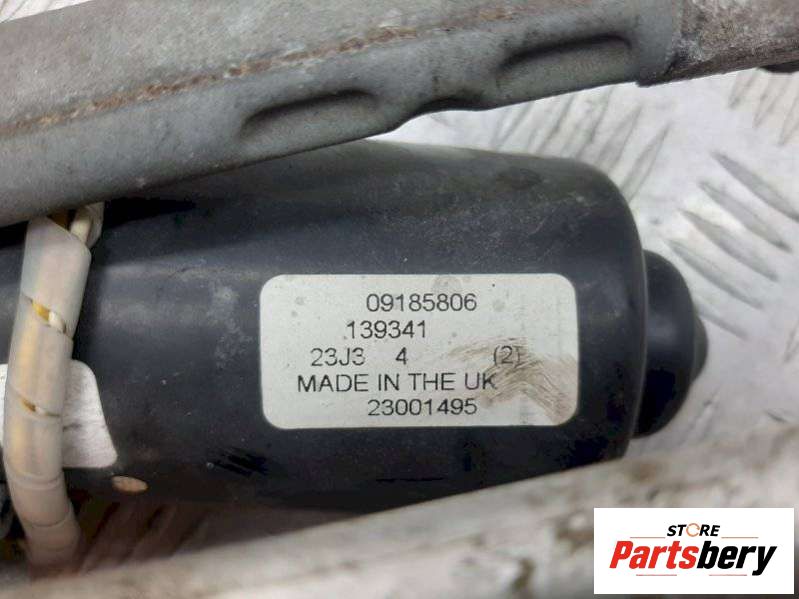 09185806
139341
23J3 4 (2)
MADE IN THE UK
23001495
STORE
Partsbery